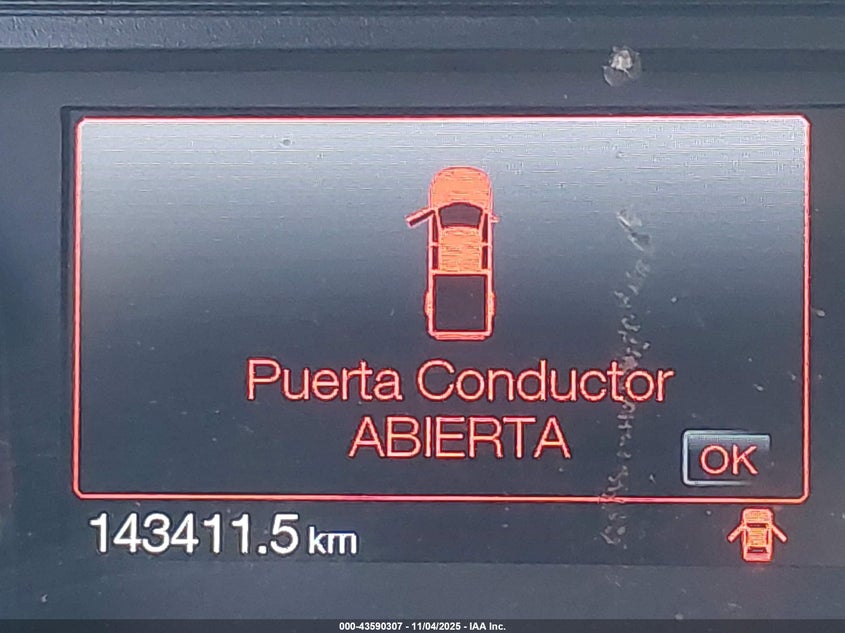 Puerta Conductor
ABIERTA
OK
143411.5 km
000-43590307 - 11/04/2025 - IAA Inc.